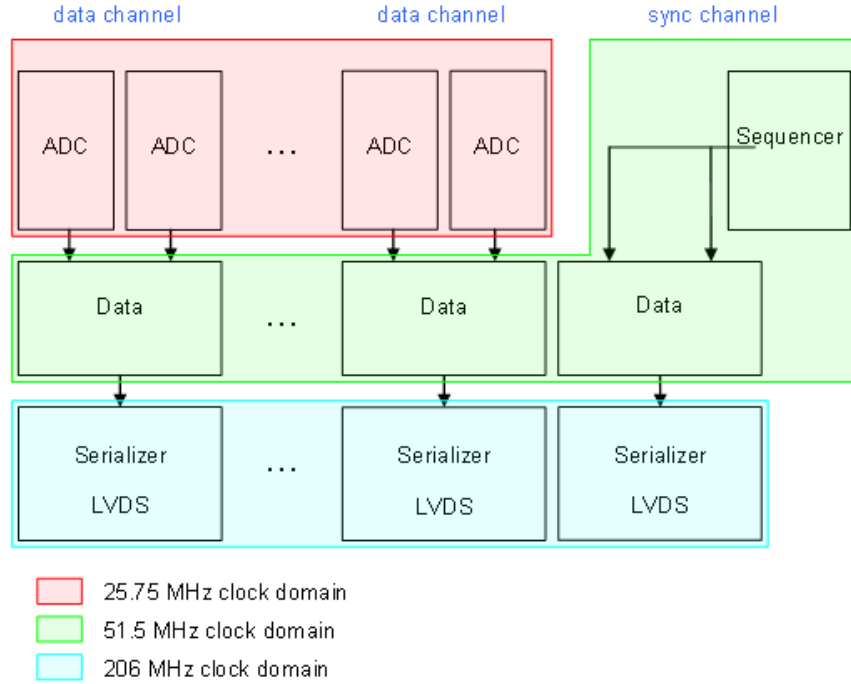 data channel
data channel
sync channel
ADC
ADC
...
ADC
ADC
Sequencer
Data
...
Data
Data
Serializer
LVDS
...
Serializer
LVDS
Serializer
LVDS
25.75 MHz clock domain
51.5 MHz clock domain
206 MHz clock domain